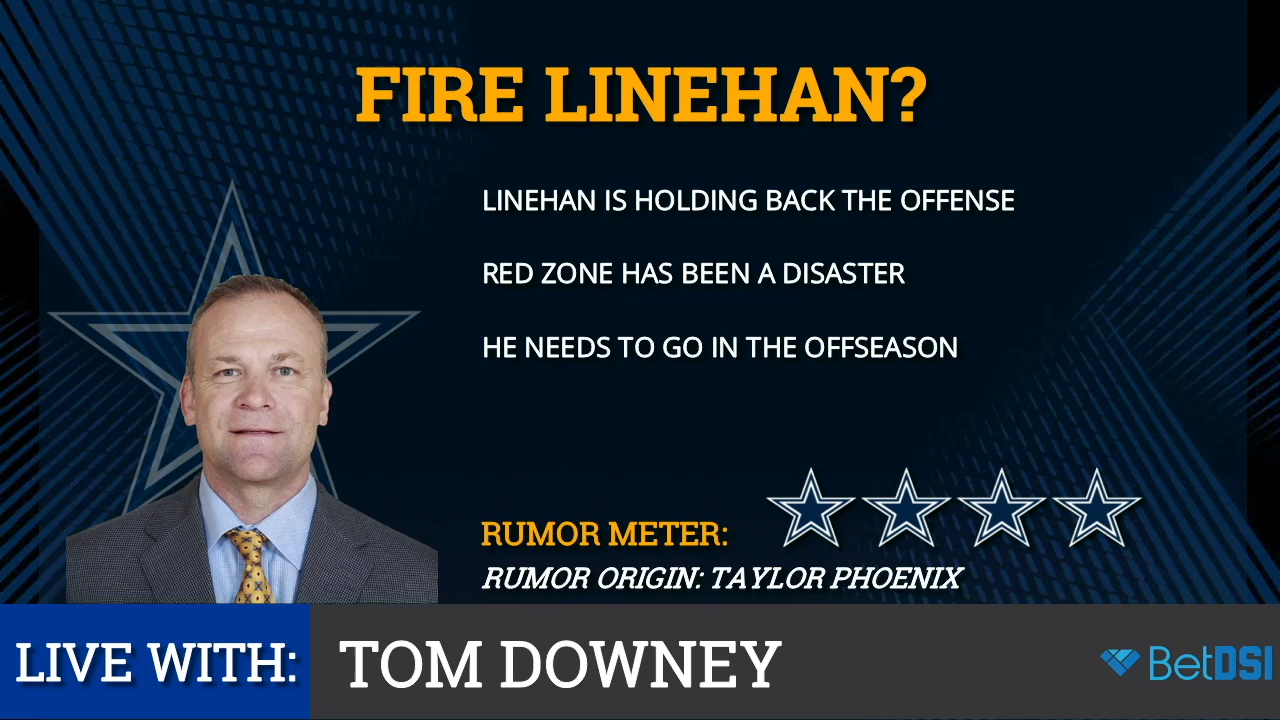 FIRE LINEHAN?
LINEHAN IS HOLDING BACK THE OFFENSE
RED ZONE HAS BEEN A DISASTER
HE NEEDS TO GO IN THE OFFSEASON
RUMOR METER:
RUMOR ORIGIN: TAYLOR PHOENIX
LIVE WITH: TOM DOWNEY
BetDSI